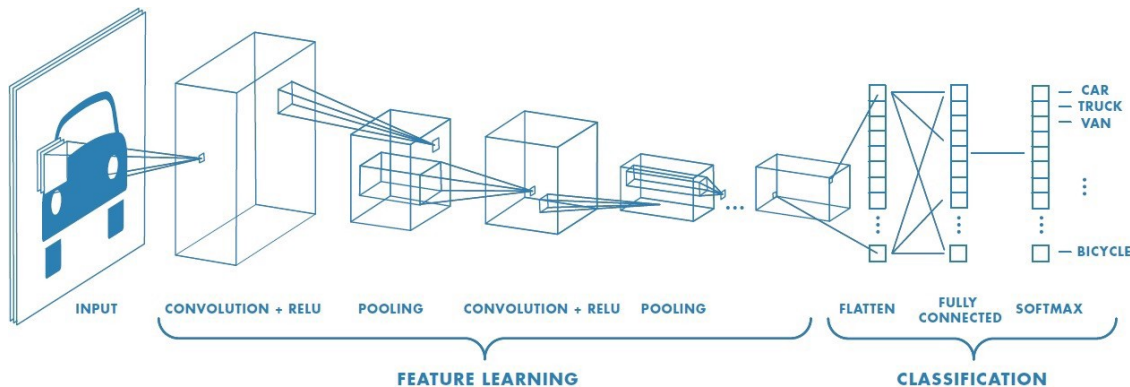 CAR
TRUCK
VAN
BICYCLE
INPUT
CONVOLUTION + RELU
POOLING
CONVOLUTION + RELU
POOLING
FLATTEN
FULLY
CONNECTED
SOFTMAX
FEATURE LEARNING
CLASSIFICATION